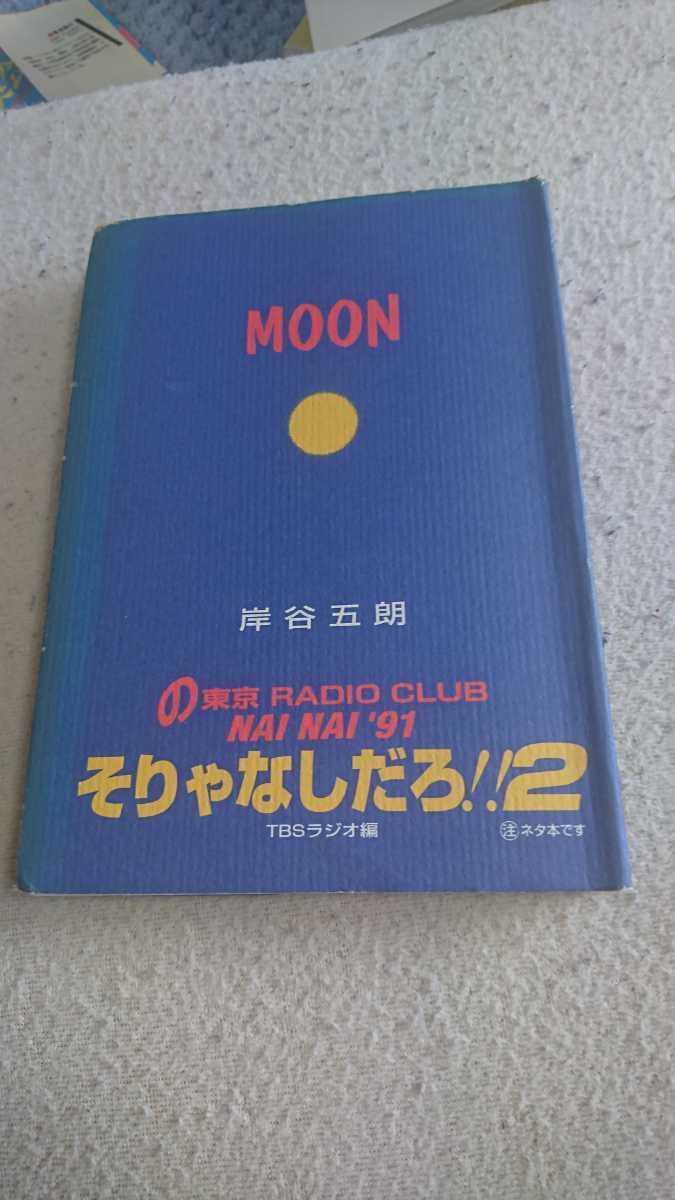 MOON
岸谷五朗
の東京 RADIO CLUB
NAI NAI '91
そりゃなしだろ!!2
TBSラジオ編
㊟ネタ本です